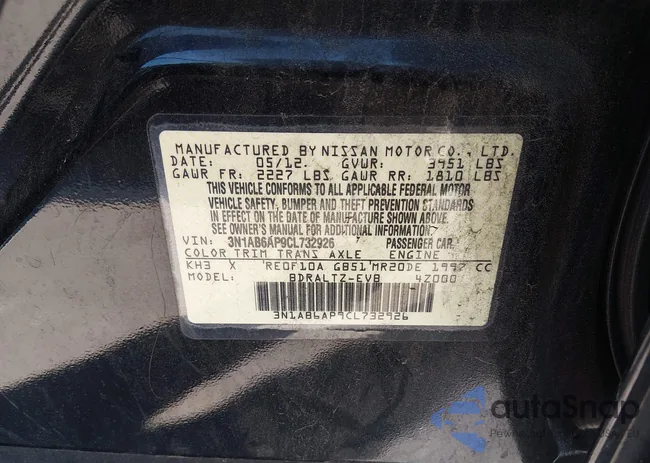 MANUFACTURED BY NISSAN MOTOR CO., LTD.
DATE: 05/12. GVWR: 3951 LBS
GAWR FR: 2227 LBS GAWR RR: 1810 LBS
THIS VEHICLE CONFORMS TO ALL APPLICABLE FEDERAL MOTOR
VEHICLE SAFETY, BUMPER AND THEFT PREVENTION STANDARDS
IN EFFECT ON THE DATE OF MANUFACTURE SHOWN ABOVE.
SEE OWNER'S MANUAL FOR ADDITIONAL INFORMATION.
VIN: 3N1AB6AP9CL732926 PASSENGER CAR
COLOR TRIM TRANS AXLE ENGINE
KH3 X RE0F10A GB51 MR20DE 1997 CC
MODEL: BDRALTZ-EVB 4Z000
3N1AB6AP9CL732926
autoSnap